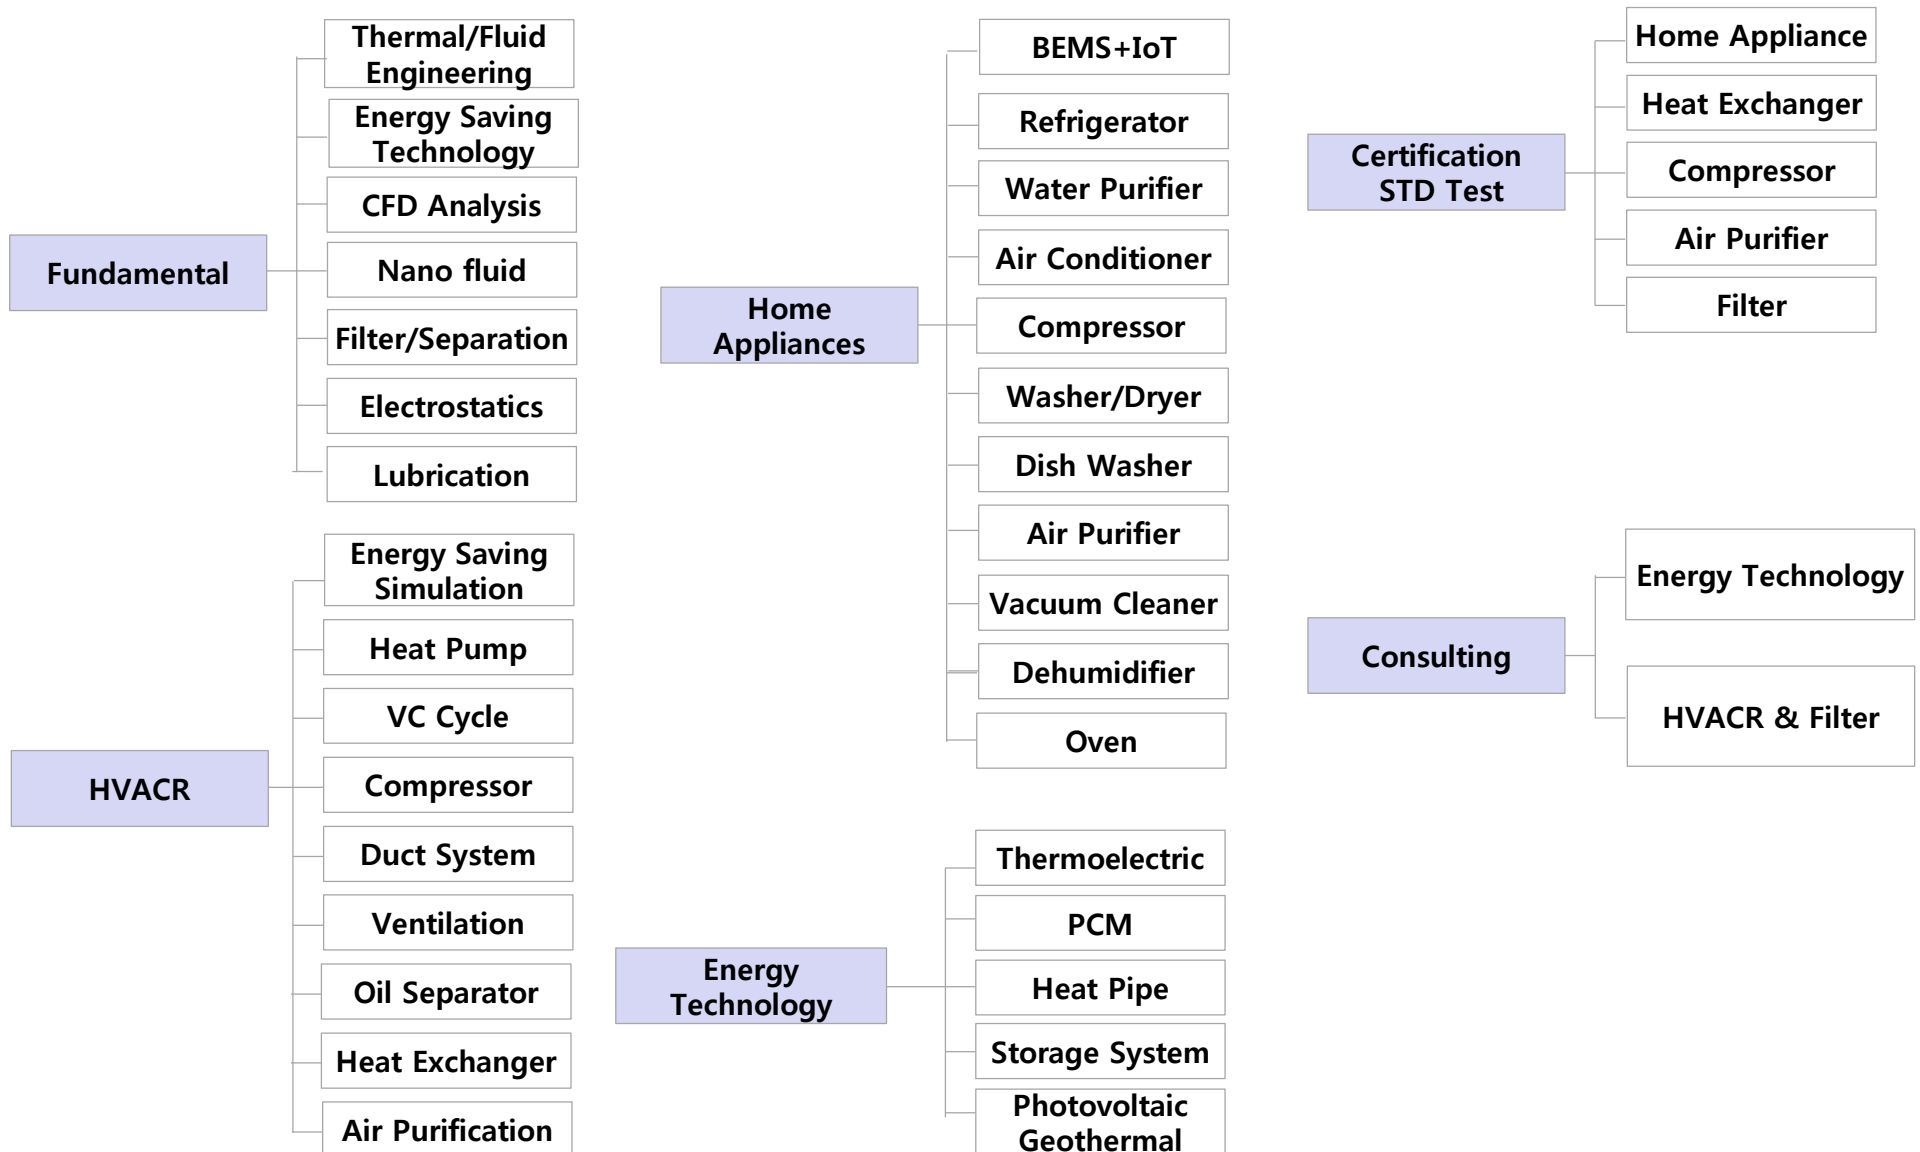 Fundamental
Thermal/Fluid
Engineering
Energy Saving
Technology
CFD Analysis
Nano fluid
Filter/Separation
Electrostatics
Lubrication
HVACR
Energy Saving
Simulation
Heat Pump
VC Cycle
Compressor
Duct System
Ventilation
Oil Separator
Heat Exchanger
Air Purification
Home
Appliances
BEMS+IoT
Refrigerator
Water Purifier
Air Conditioner
Compressor
Washer/Dryer
Dish Washer
Air Purifier
Vacuum Cleaner
Dehumidifier
Oven
Energy
Technology
Thermoelectric
PCM
Heat Pipe
Storage System
Photovoltaic
Geothermal
Certification
STD Test
Home Appliance
Heat Exchanger
Compressor
Air Purifier
Filter
Consulting
Energy Technology
HVACR & Filter